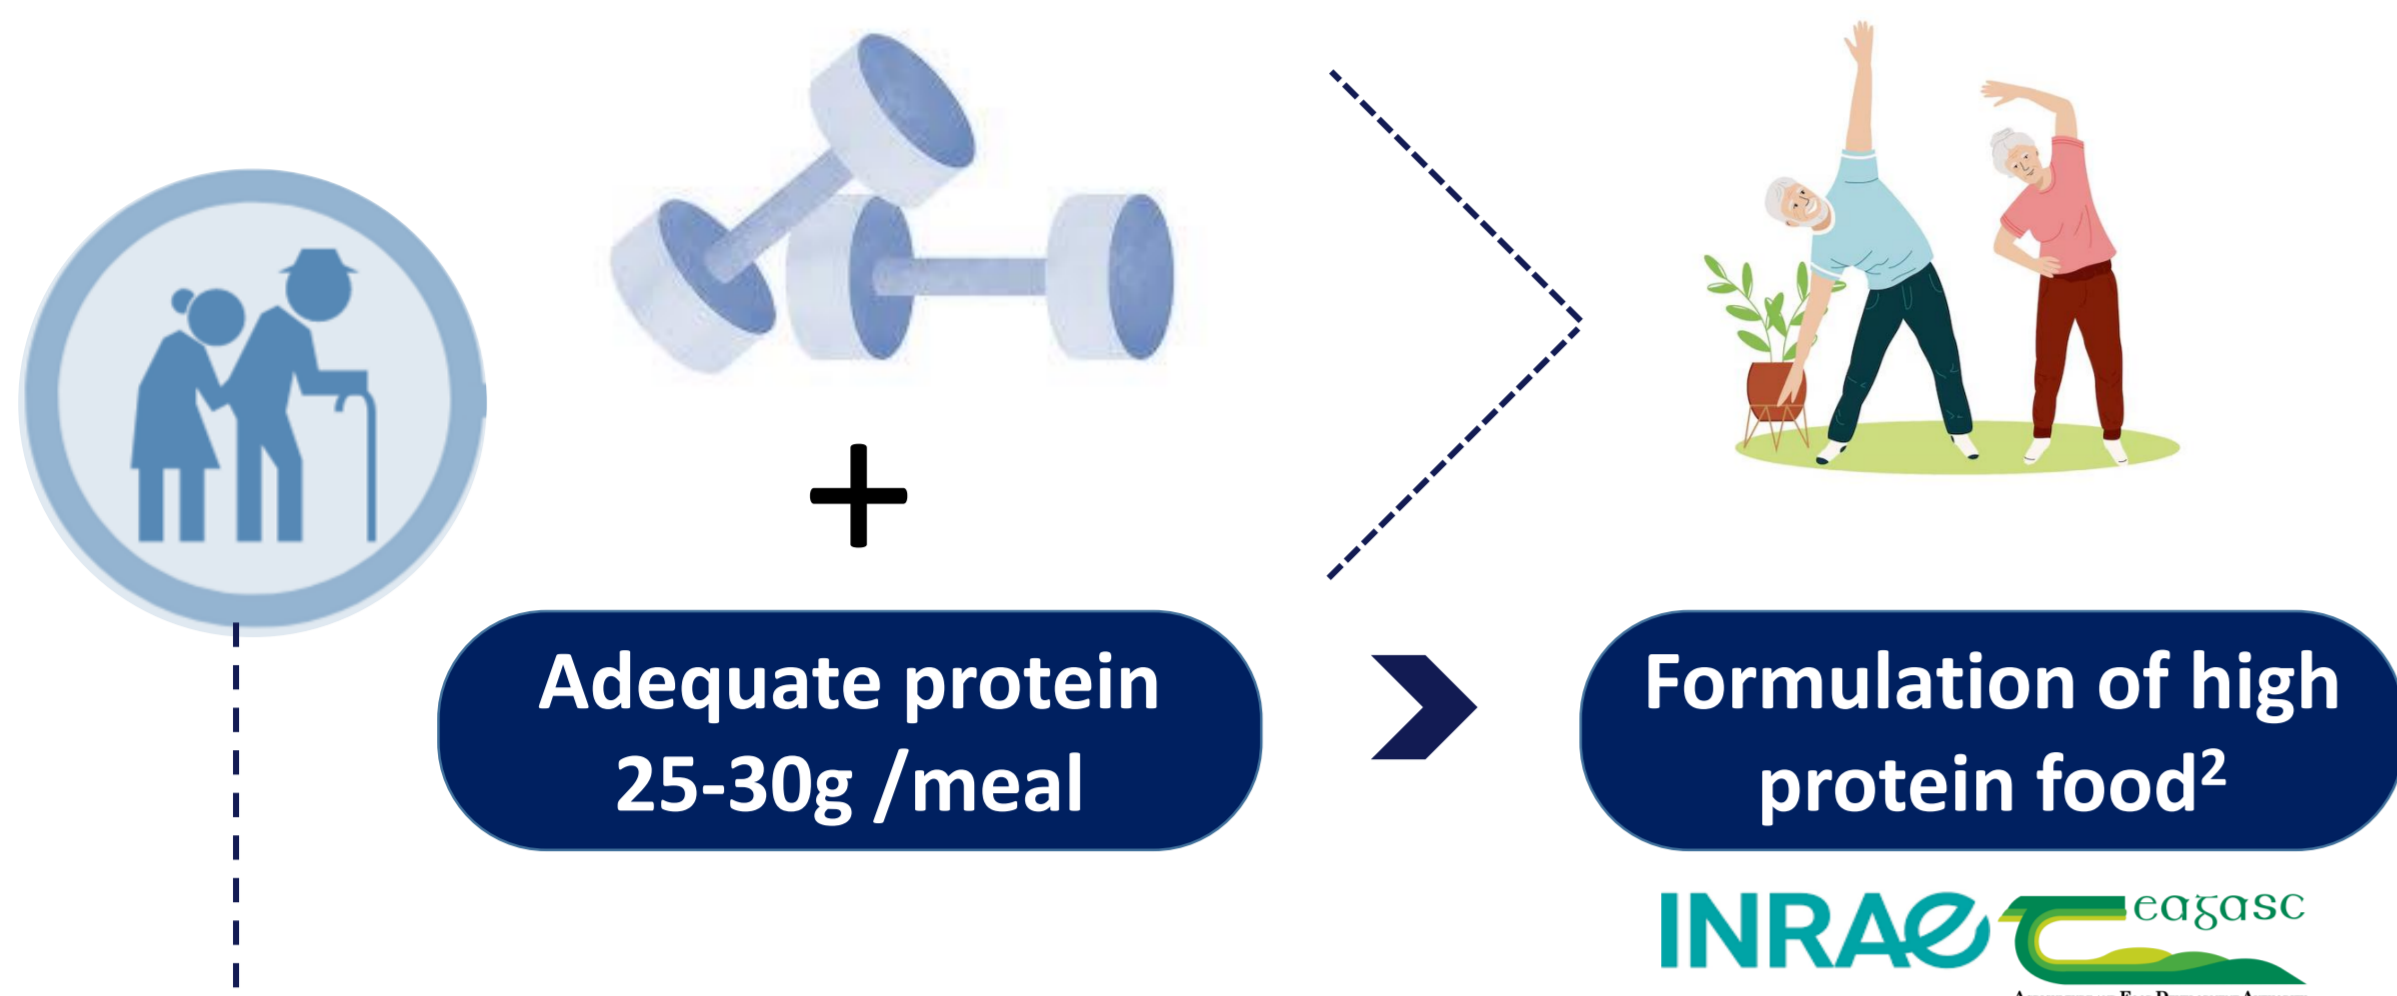 Adequate protein
25-30g /meal
Formulation of high
protein food²
INRAE
Teagasc